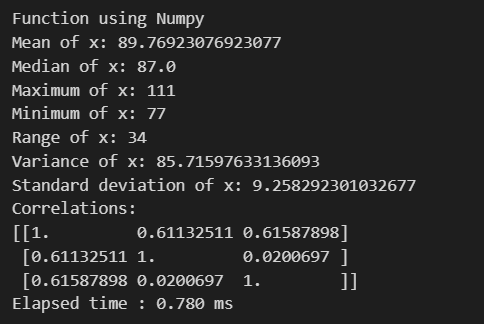 Function using Numpy
Mean of x: 89.76923076923077
Median of x: 87.0
Maximum of x: 111
Minimum of x: 77
Range of x: 34
Variance of x: 85.71597633136093
Standard deviation of x: 9.258292301032677
Correlations:
[[1.         0.61132511 0.61587898]
 [0.61132511 1.         0.0200697 ]
 [0.61587898 0.0200697  1.        ]]
Elapsed time : 0.780 ms